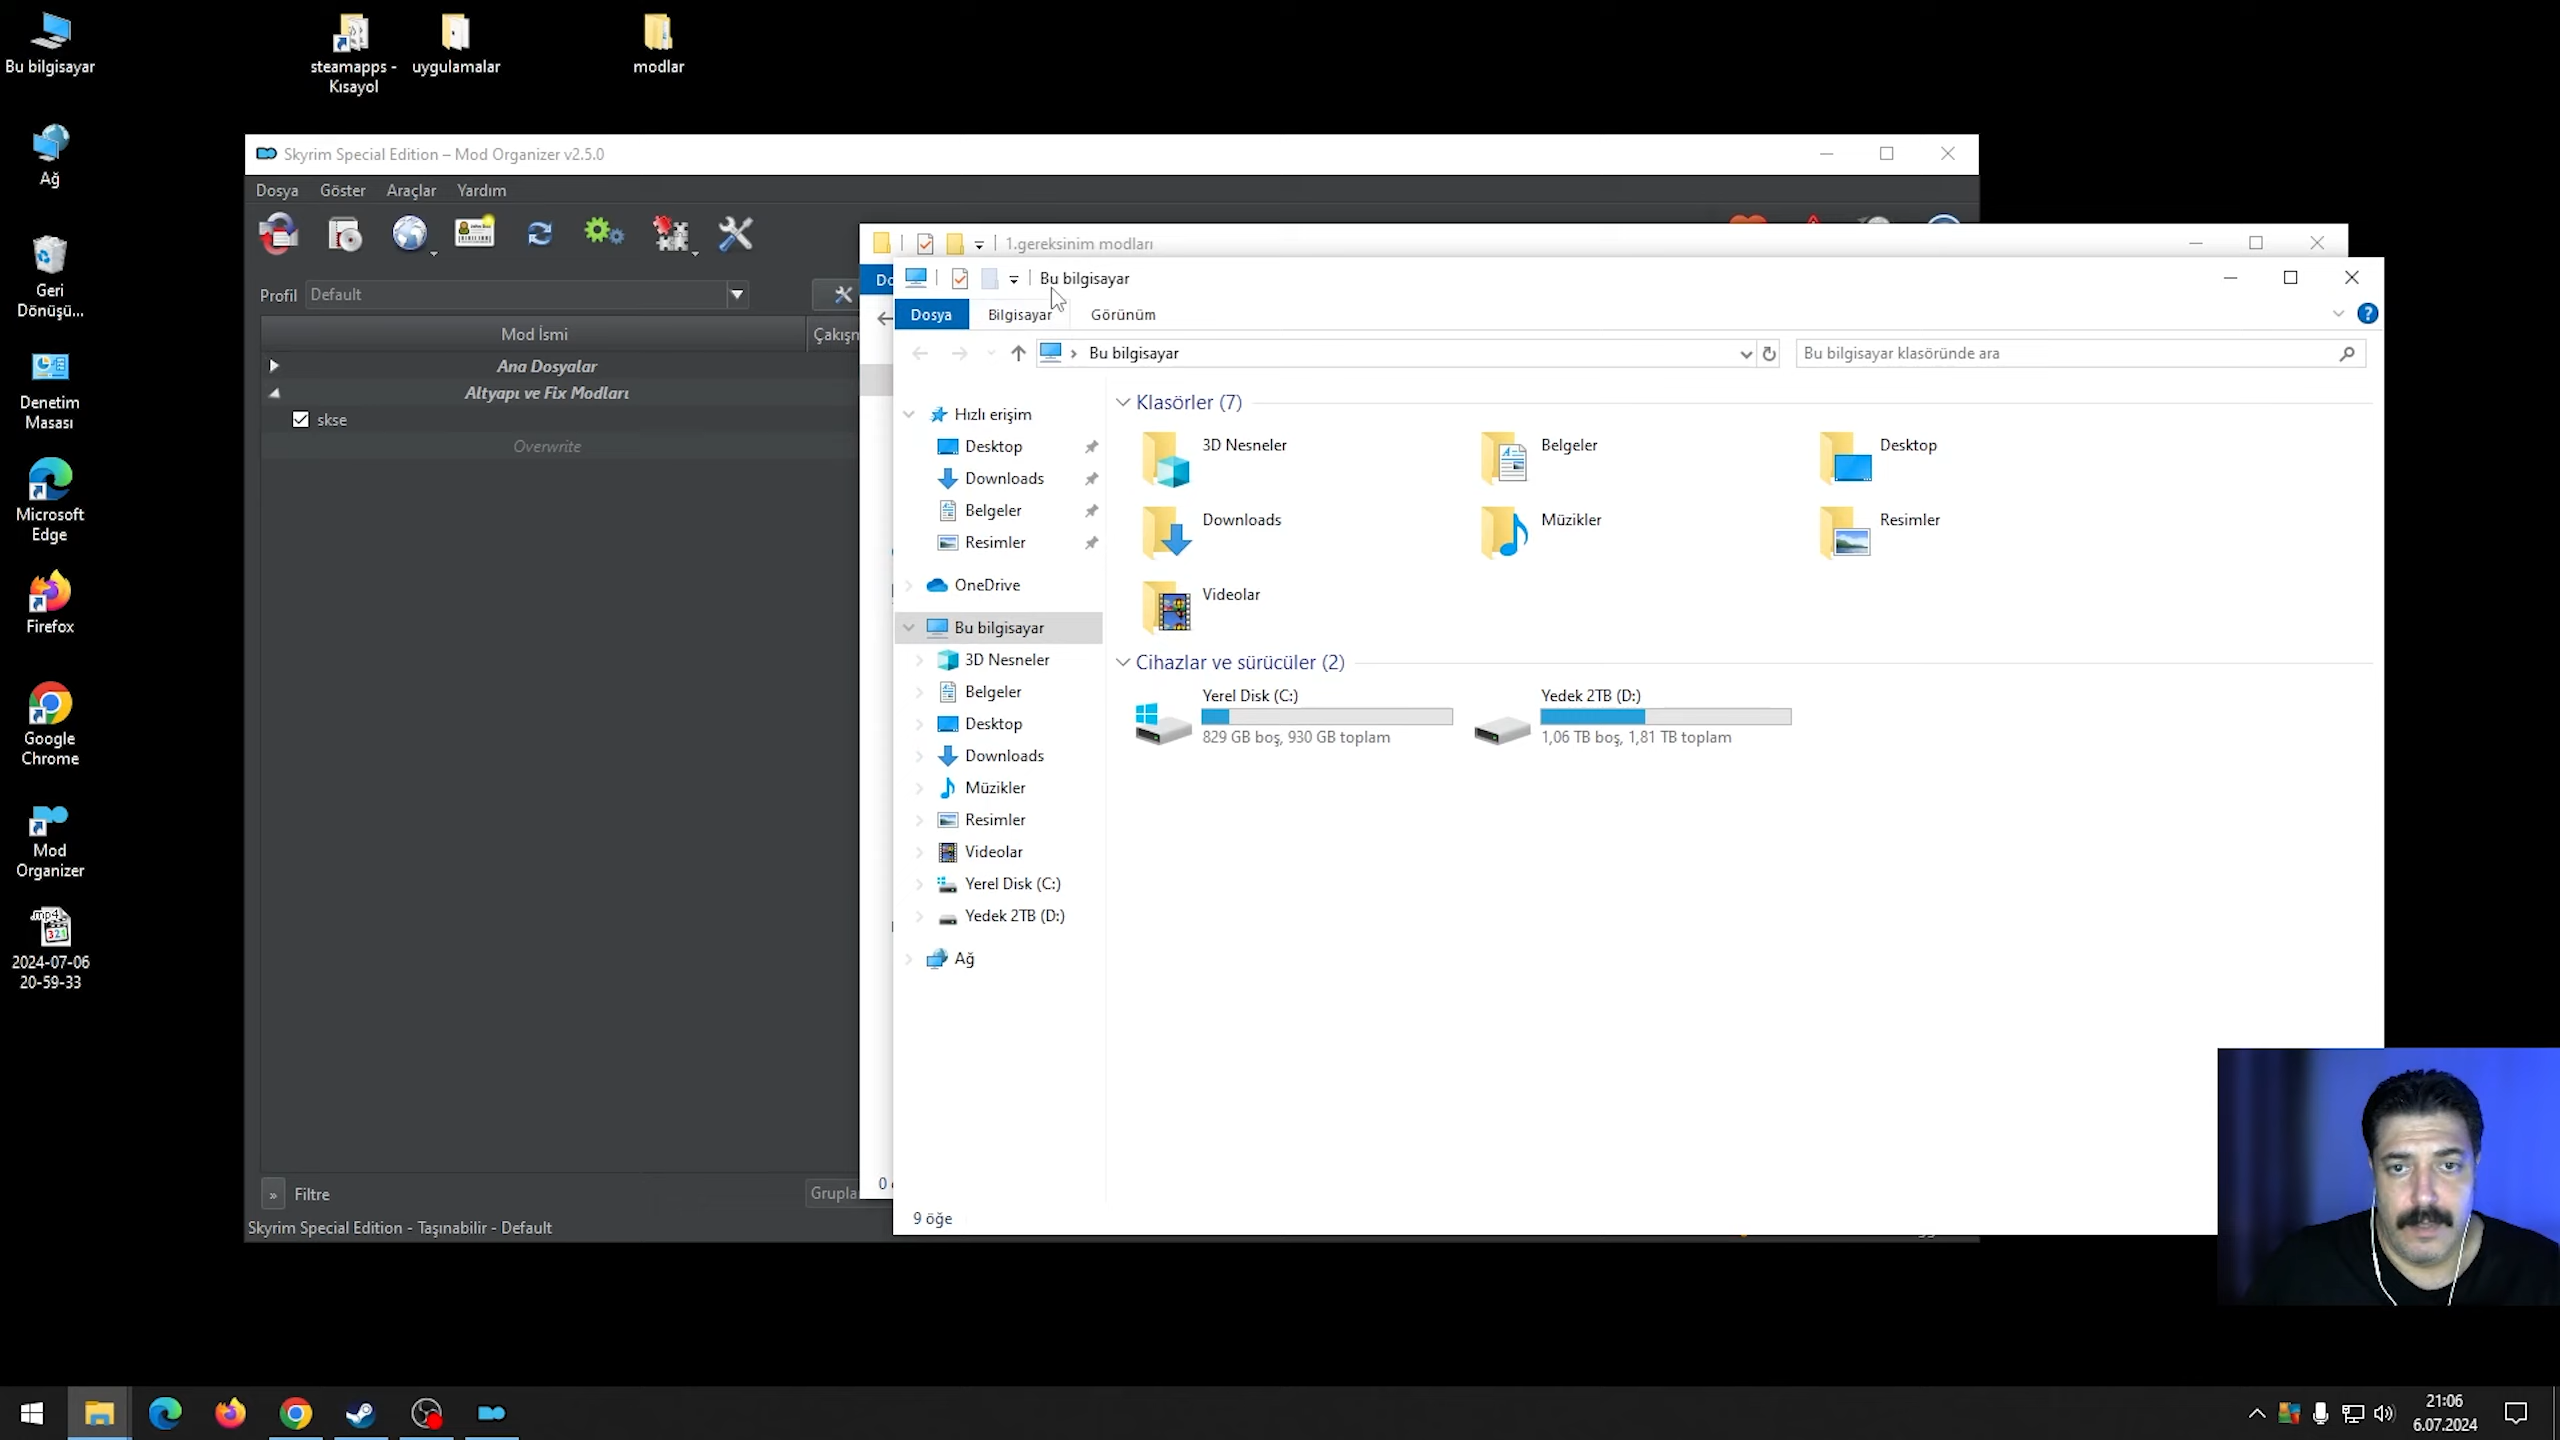 Bu bilgisayar
steamapps -
Kısayol
uygulamalar
modlar
Ağ
Geri
Dönüşü...
Denetim
Masası
Microsoft
Edge
Firefox
Google
Chrome
Mod
Organizer
.mp4
321
2024-07-06
20-59-33
Skyrim Special Edition – Mod Organizer v2.5.0
Dosya Göster Araçlar Yardım
Profil Default
Mod İsmi
Çakışm
Ana Dosyalar
Altyapı ve Fix Modları
skse
Overwrite
» Filtre
Grupla
Skyrim Special Edition - Taşınabilir - Default
1.gereksinim modları
Do
0
Bu bilgisayar
Dosya Bilgisayar Görünüm
Bu bilgisayar
Bu bilgisayar klasöründe ara
Hızlı erişim
Desktop
Downloads
Belgeler
Resimler
OneDrive
Bu bilgisayar
3D Nesneler
Belgeler
Desktop
Downloads
Müzikler
Resimler
Videolar
Yerel Disk (C:)
Yedek 2TB (D:)
Ağ
Klasörler (7)
3D Nesneler
Belgeler
Desktop
Downloads
Müzikler
Resimler
Videolar
Cihazlar ve sürücüler (2)
Yerel Disk (C:)
829 GB boş, 930 GB toplam
Yedek 2TB (D:)
1,06 TB boş, 1,81 TB toplam
9 öğe
21:06
6.07.2024